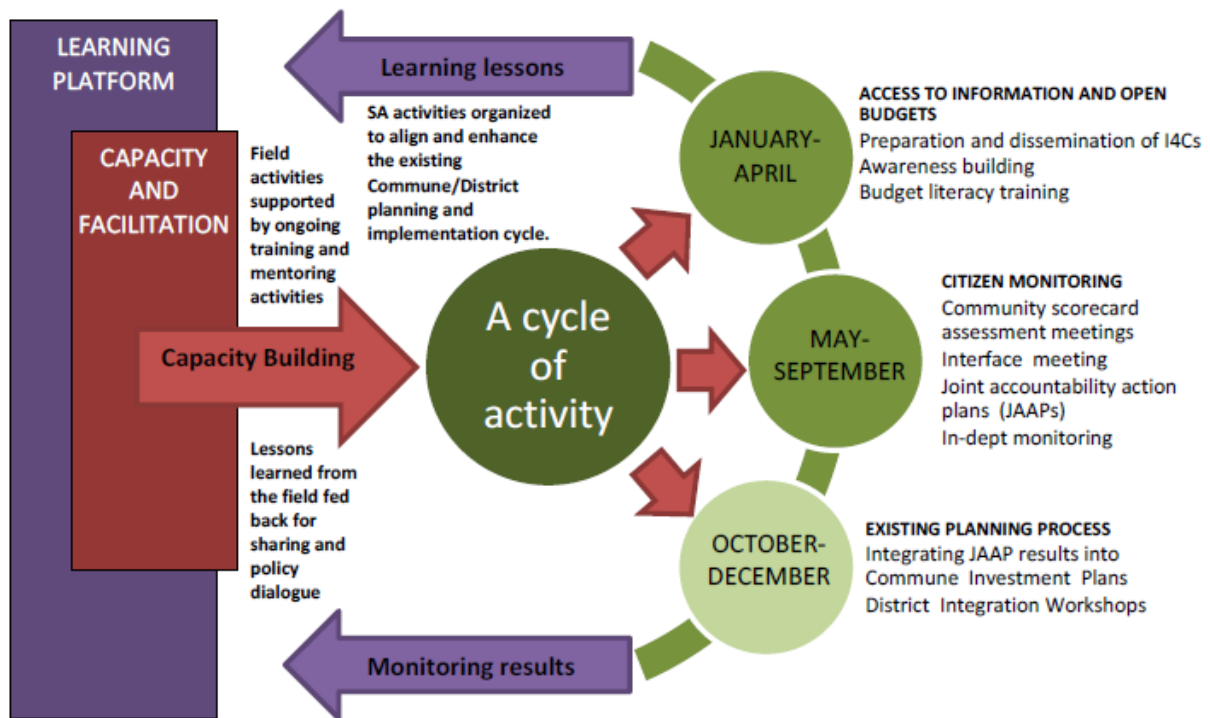 LEARNING
PLATFORM
CAPACITY
AND
FACILITATION
Field
activities
supported
by ongoing
training and
mentoring
activities
Capacity Building
Lessons
learned from
the field fed
back for
sharing and
policy
dialogue
Learning lessons
SA activities organized
to align and enhance
the existing
Commune/District
planning and
implementation cycle.
A cycle
of
activity
Monitoring results
JANUARY-
APRIL
ACCESS TO INFORMATION AND OPEN
BUDGETS
Preparation and dissemination of I4Cs
Awareness building
Budget literacy training
MAY-
SEPTEMBER
CITIZEN MONITORING
Community scorecard
assessment meetings
Interface meeting
Joint accountability action
plans (JAAPs)
In-dept monitoring
OCTOBER-
DECEMBER
EXISTING PLANNING PROCESS
Integrating JAAP results into
Commune Investment Plans
District Integration Workshops